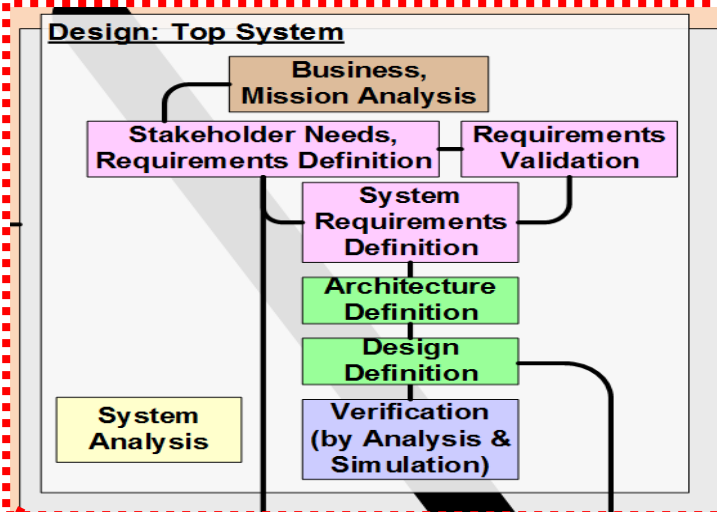 Design: Top System
Business,
Mission Analysis
Stakeholder Needs,
Requirements Definition
Requirements
Validation
System
Requirements
Definition
Architecture
Definition
Design
Definition
System
Analysis
Verification
(by Analysis &
Simulation)